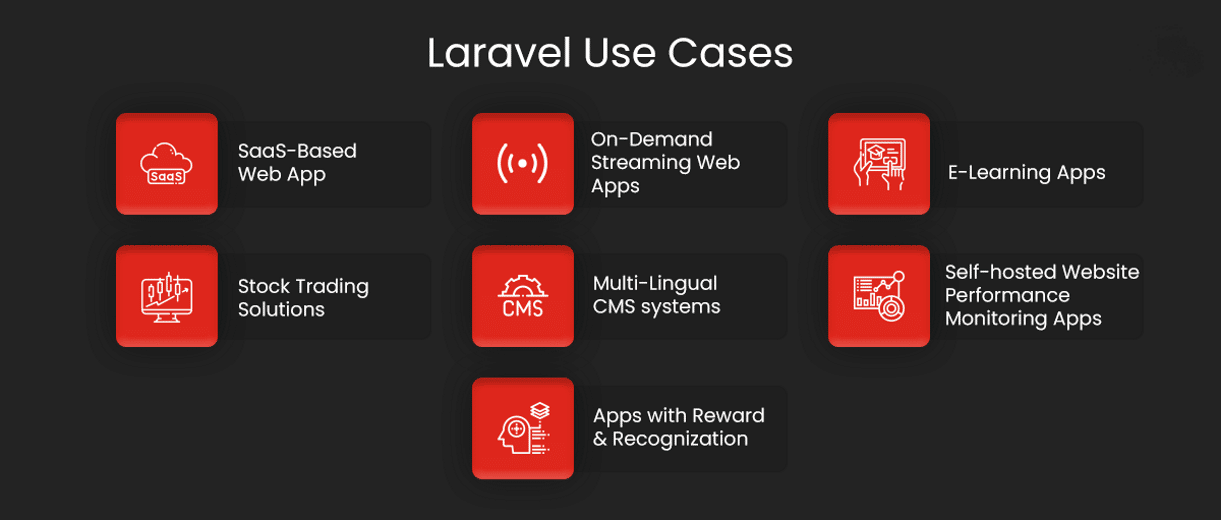 Laravel Use Cases
SaaS
SaaS-Based
Web App
On-Demand
Streaming Web
Apps
E-Learning Apps
Stock Trading
Solutions
CMS
Multi-Lingual
CMS systems
Self-hosted Website
Performance
Monitoring Apps
Apps with Reward
& Recognization